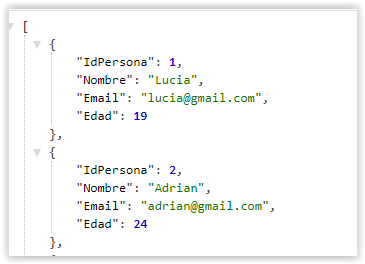 [
{
"IdPersona": 1,
"Nombre": "Lucia",
"Email": "lucia@gmail.com",
"Edad": 19
},
{
"IdPersona": 2,
"Nombre": "Adrian",
"Email": "adrian@gmail.com",
"Edad": 24
},